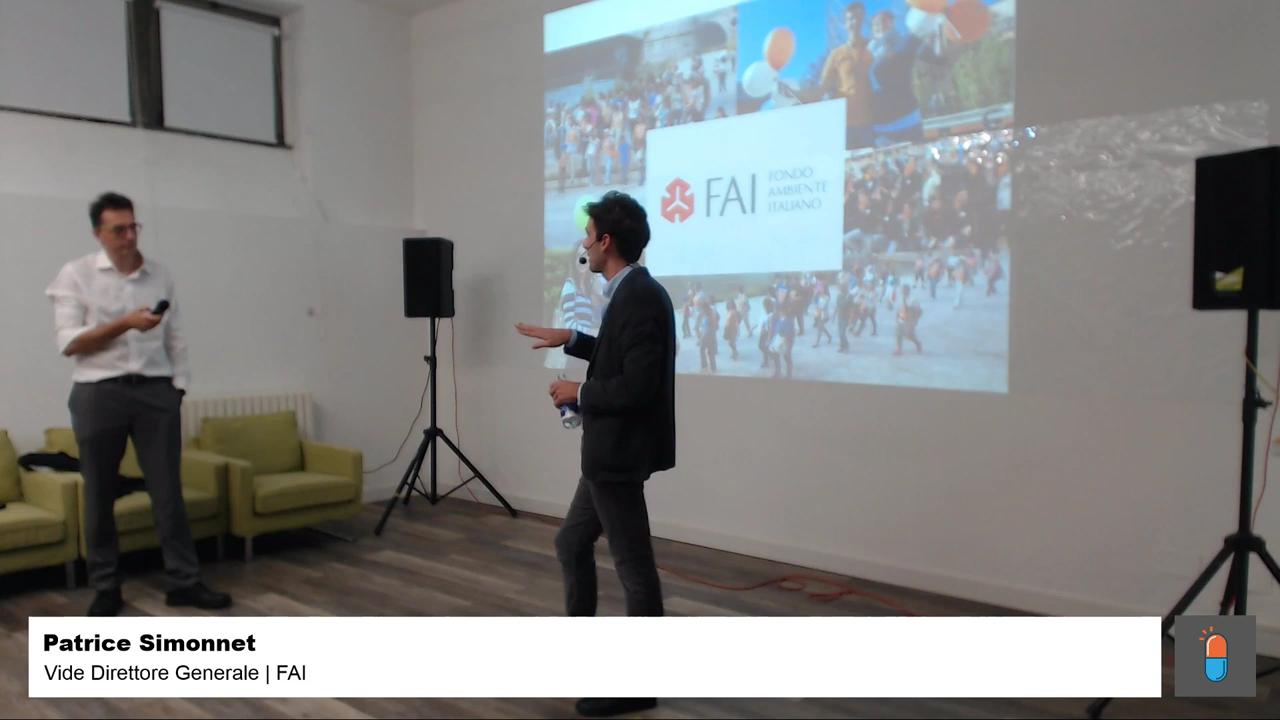 FAI
FONDO
AMBIENTE
ITALIANO
Patrice Simonnet
Vide Direttore Generale | FAI